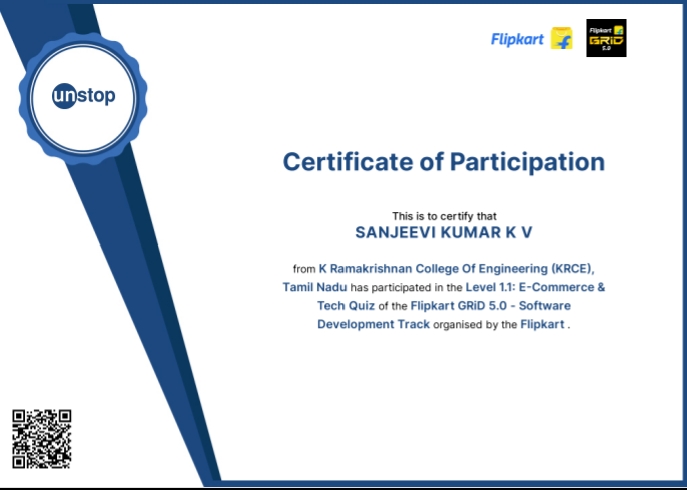 Flipkart
Flipkart
GRiD
5.0
unstop
Certificate of Participation
This is to certify that
SANJEEVI KUMAR K V
from K Ramakrishnan College Of Engineering (KRCE),
Tamil Nadu has participated in the Level 1.1: E-Commerce &
Tech Quiz of the Flipkart GRiD 5.0 - Software
Development Track organised by the Flipkart .